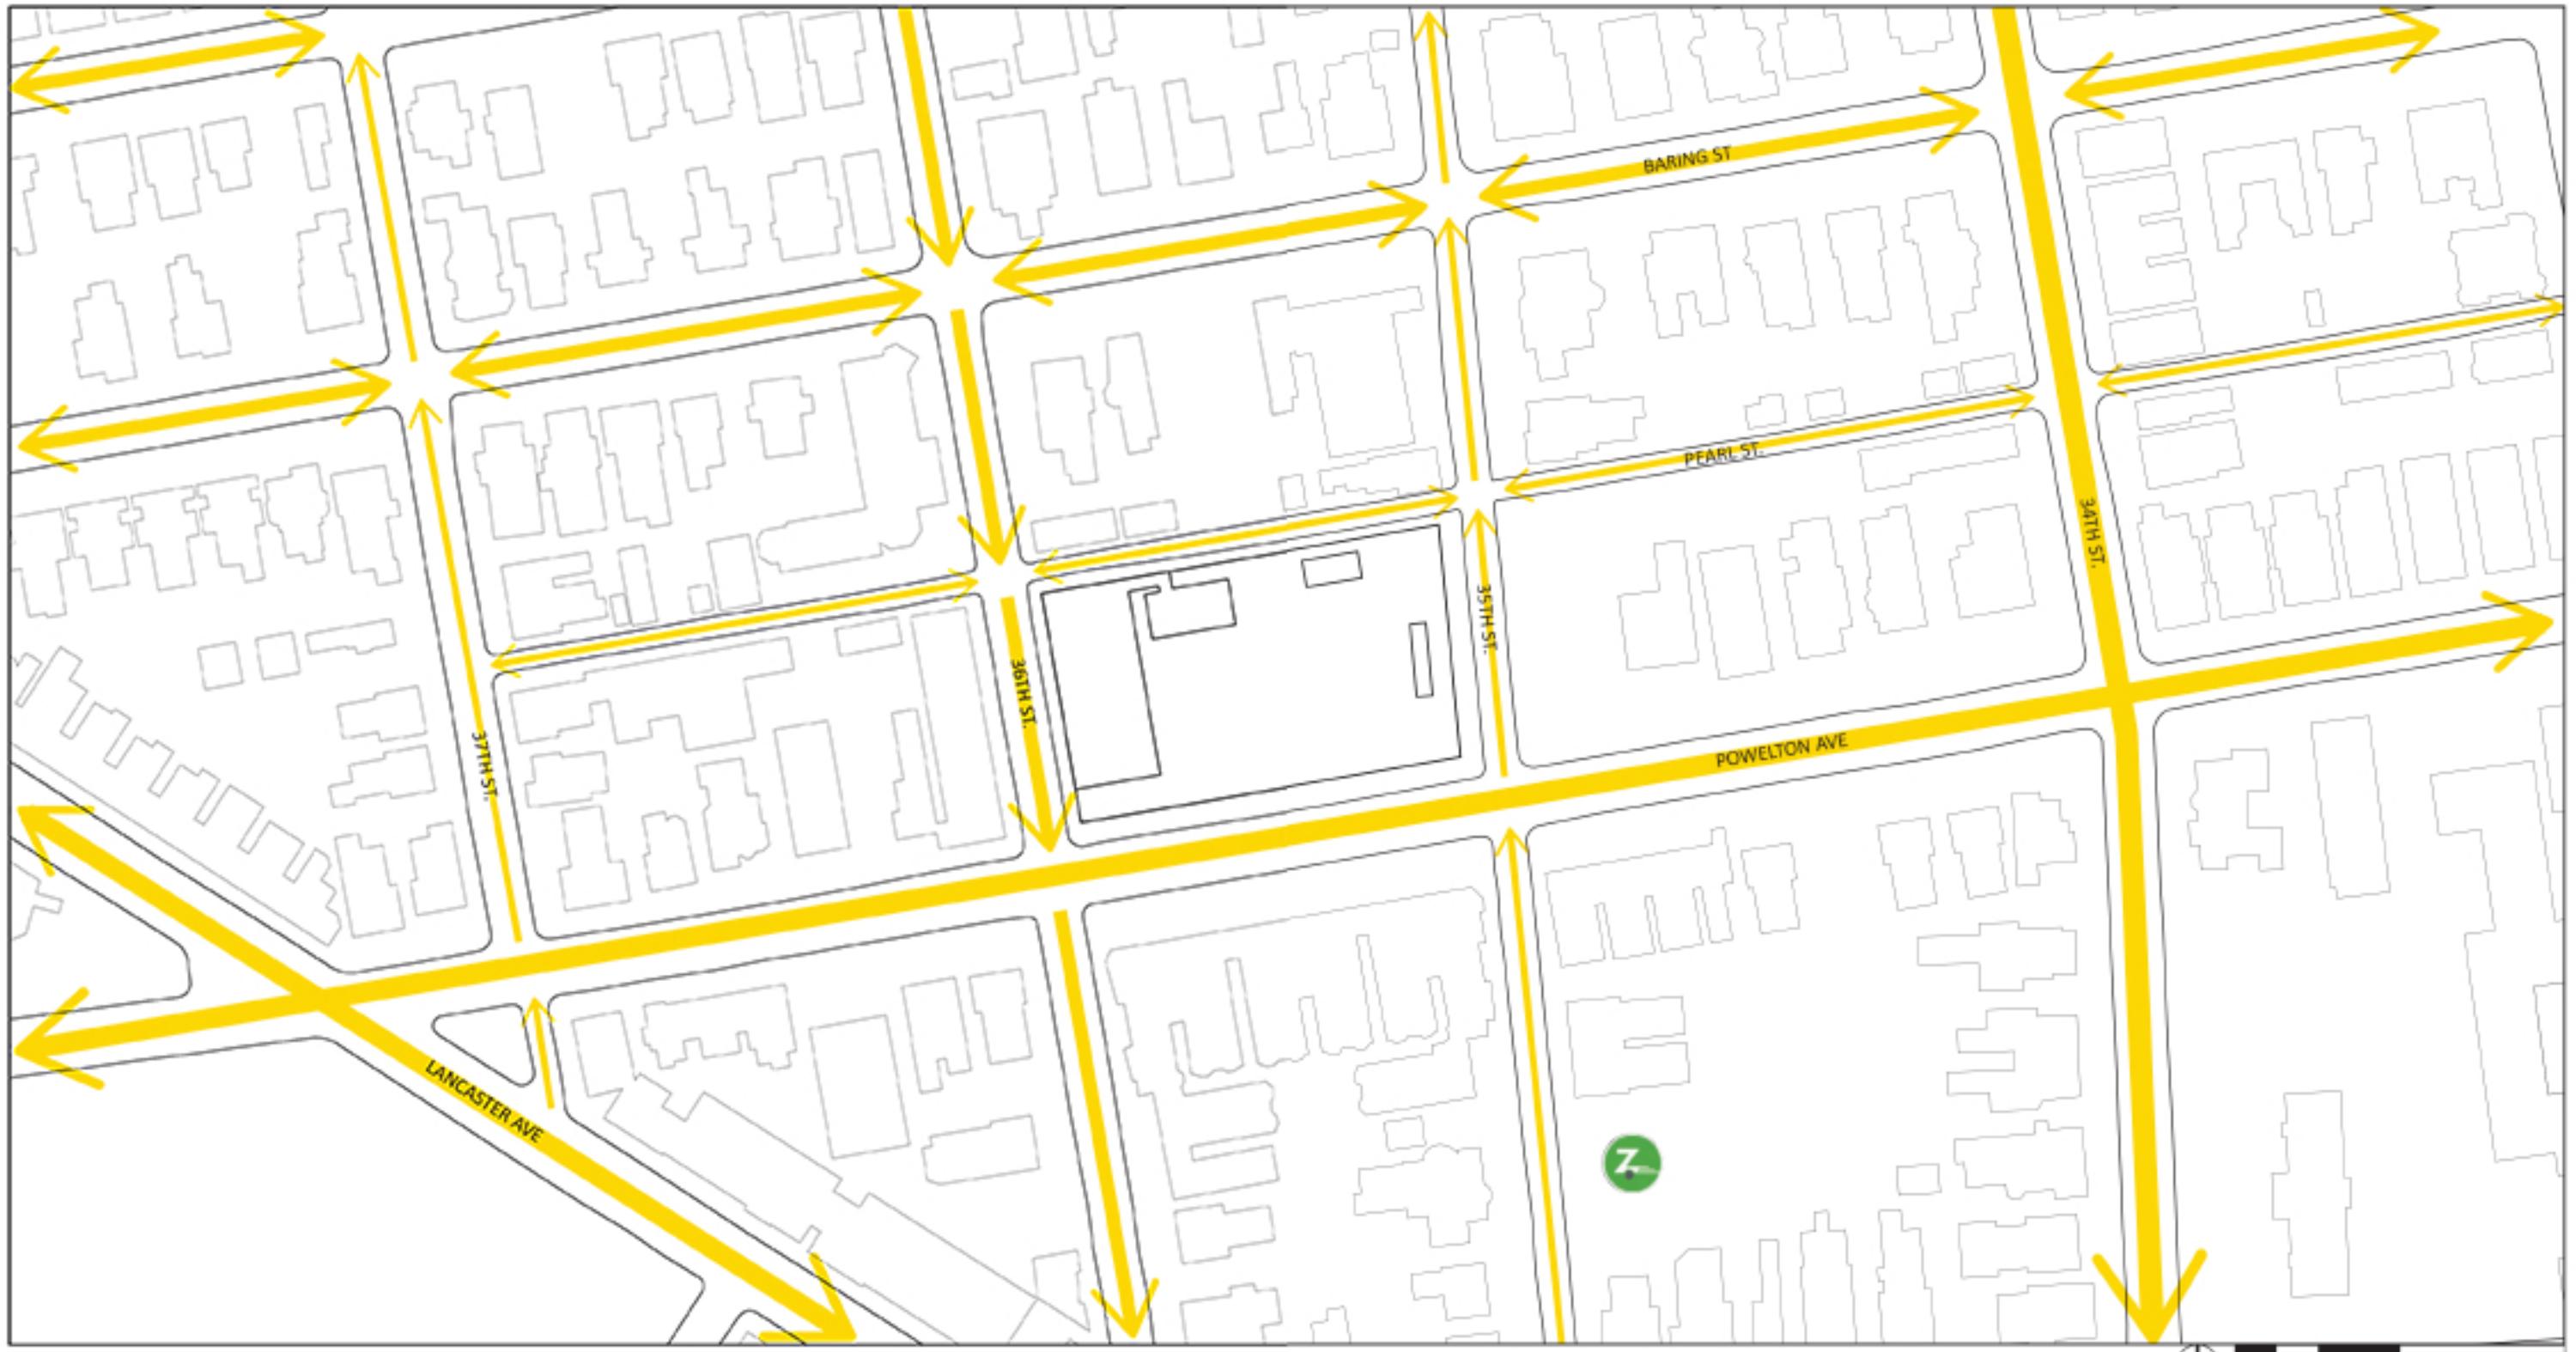 BARING ST
PEARL ST.
34TH ST.
35TH ST.
36TH ST.
37TH ST.
POWELTON AVE
LANCASTER AVE
Z